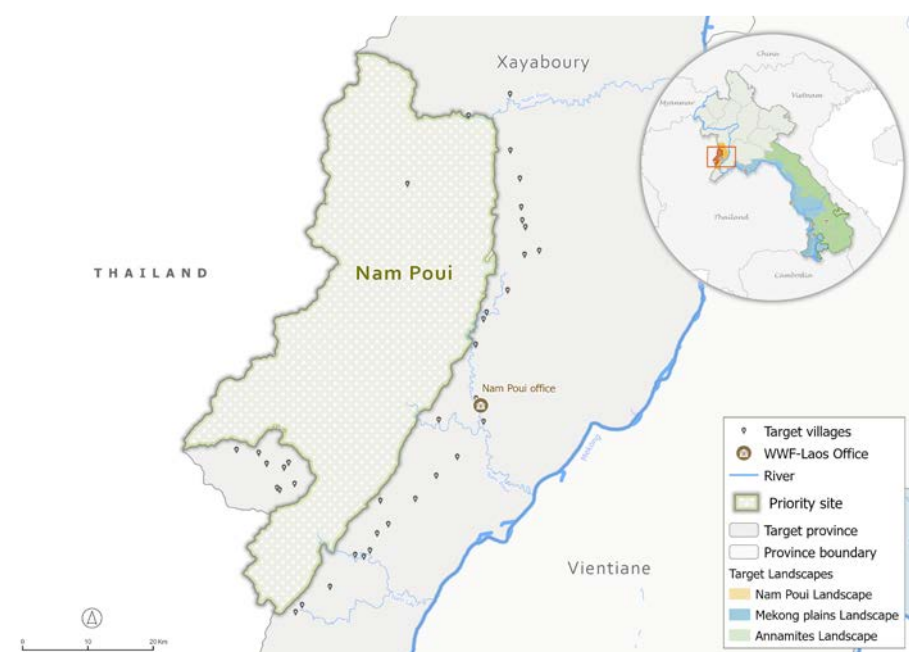 Xayaboury
China
Myanmar
Vietnam
Thailand
Cambodia
THAILAND
Nam Poui
Nam Poui office
Mekong
Vientiane
Target villages
WWF-Laos Office
River
Priority site
Target province
Province boundary
Target Landscapes
Nam Poui Landscape
Mekong plains Landscape
Annamites Landscape
0 10 20 Km